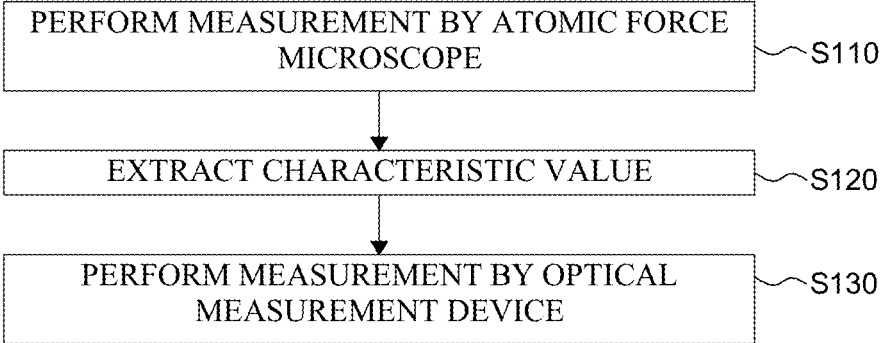 PERFORM MEASUREMENT BY ATOMIC FORCE
MICROSCOPE
S110
EXTRACT CHARACTERISTIC VALUE
S120
PERFORM MEASUREMENT BY OPTICAL
MEASUREMENT DEVICE
S130